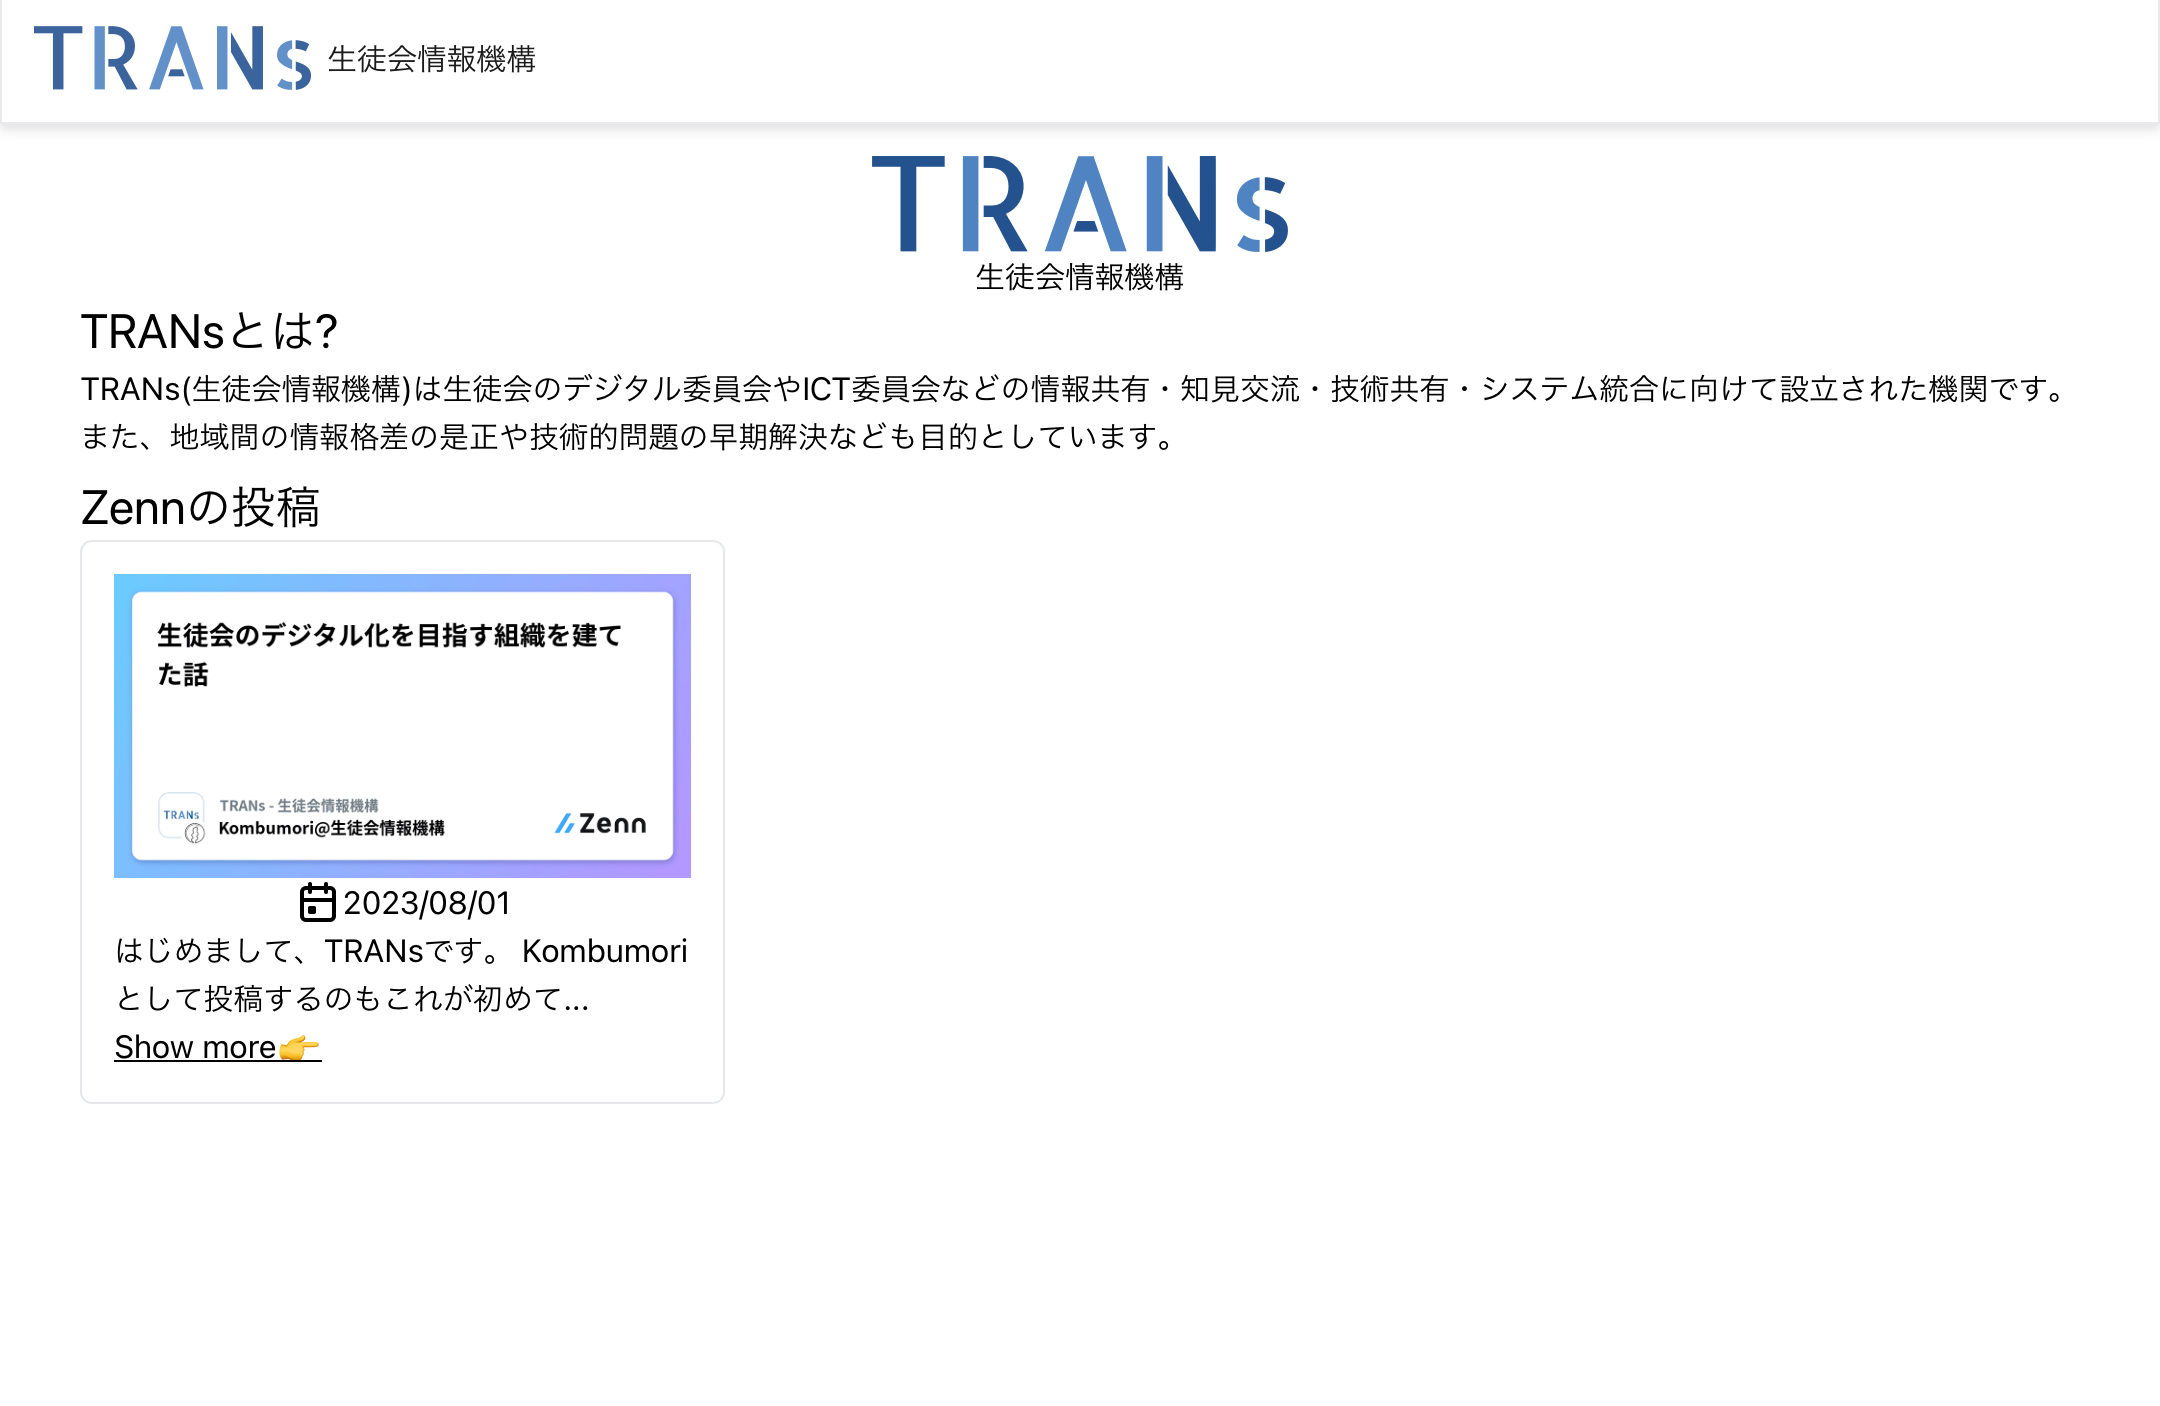 TRANs 生徒会情報機構
TRANs
生徒会情報機構
TRANsとは?
TRANs(生徒会情報機構)は生徒会のデジタル委員会やICT委員会などの情報共有・知見交流・技術共有・システム統合に向けて設立された機関です。
また、地域間の情報格差の是正や技術的問題の早期解決なども目的としています。
Zennの投稿
生徒会のデジタル化を目指す組織を建て
た話
TRANs
TRANs - 生徒会情報機構
Kombumori@生徒会情報機構
Zenn
2023/08/01
はじめまして、TRANsです。 Kombumori
として投稿するのもこれが初めて...
Show more👉